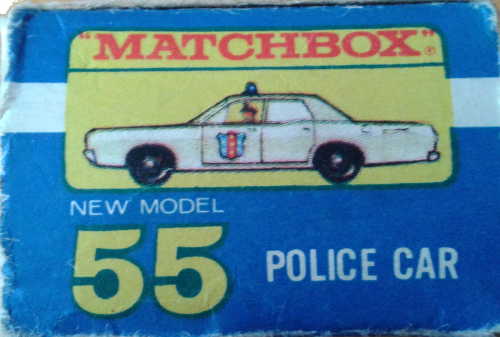 "MATCHBOX"®
NEW MODEL
55
POLICE CAR